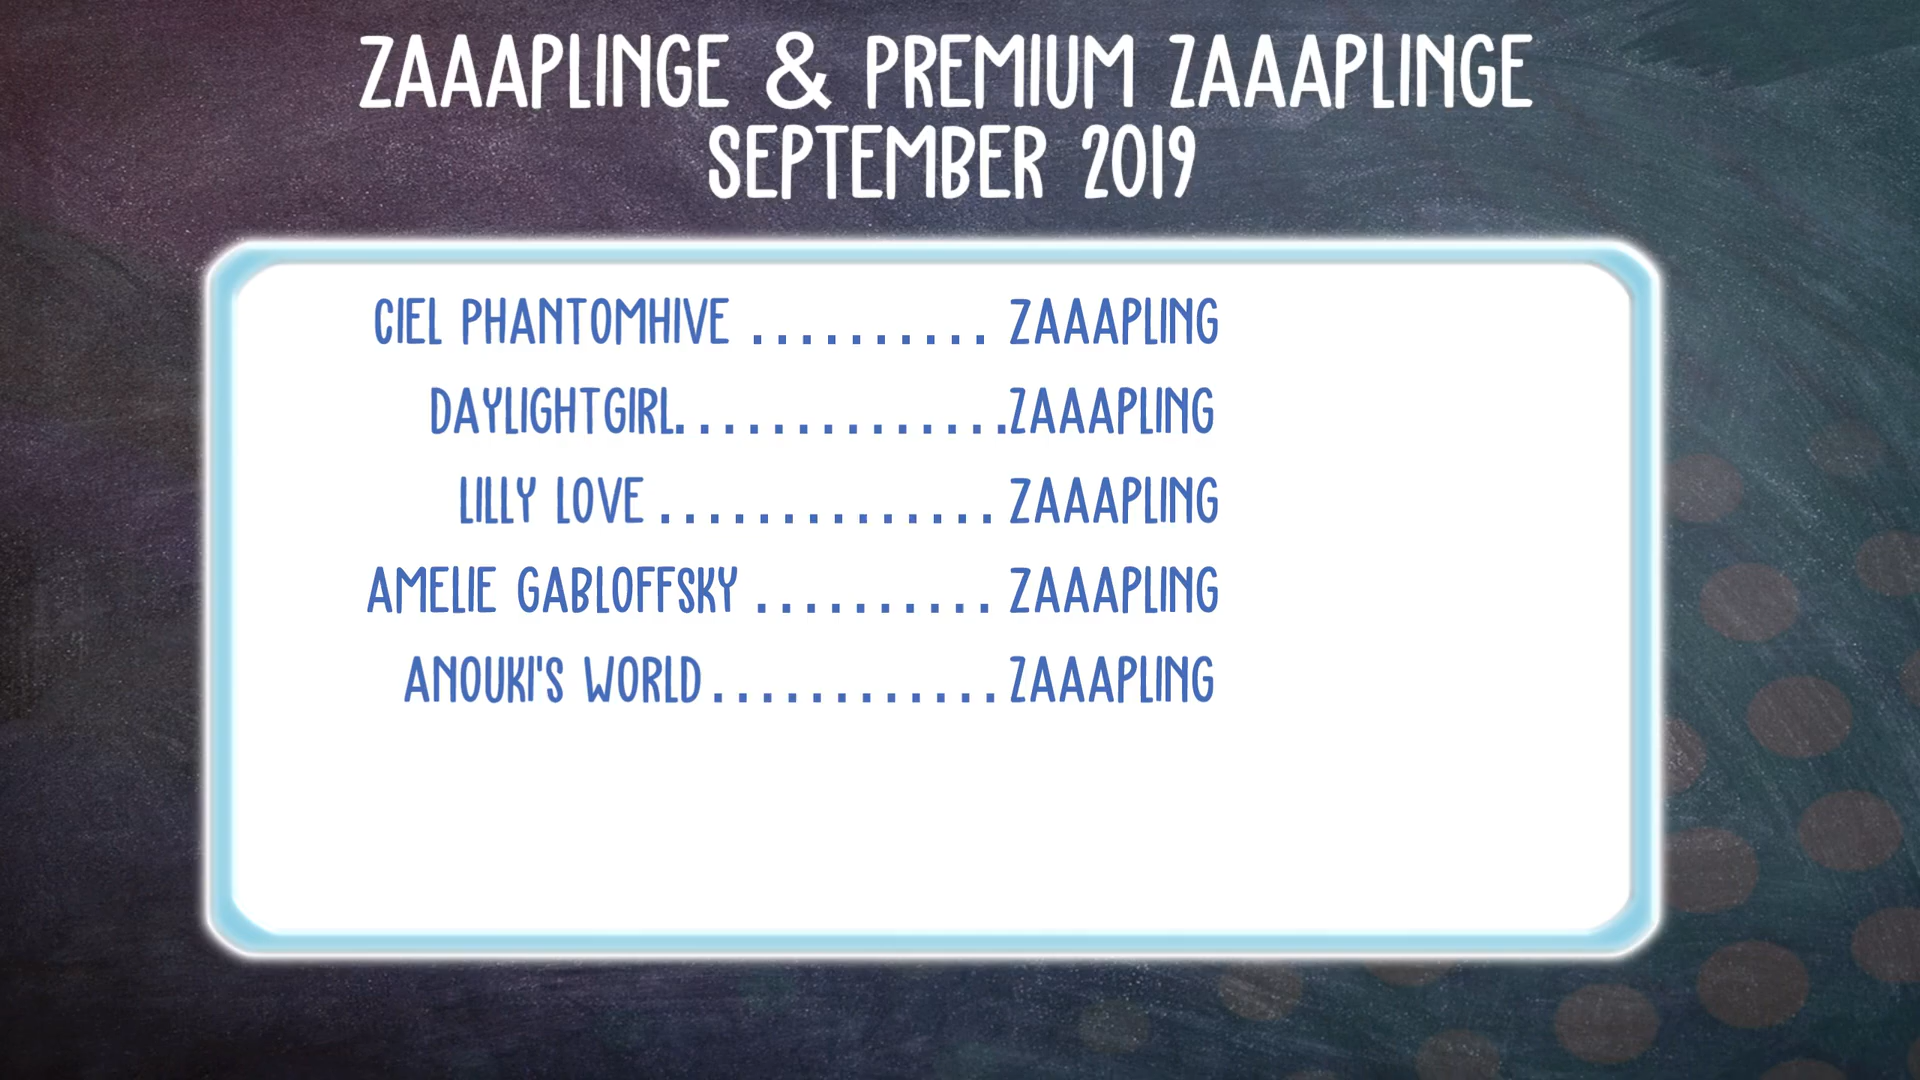 ZAAAPLINGE & PREMIUM ZAAAPLINGE
SEPTEMBER 2019
CIEL PHANTOMHIVE .......... ZAAAPLING
DAYLIGHTGIRL..............ZAAAPLING
LILLY LOVE .............. ZAAAPLING
AMELIE GABLOFFSKY .......... ZAAAPLING
ANOUKI'S WORLD............ZAAAPLING